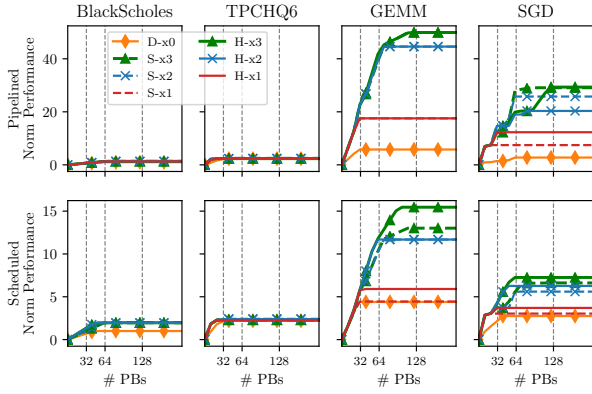 BlackScholes TPCHQ6 GEMM SGD
Pipelined
Norm Performance
40
20
0
D-x0 H-x3
S-x3 H-x2
S-x2 H-x1
S-x1
Scheduled
Norm Performance
15
10
5
0
32 64 128 32 64 128 32 64 128 32 64 128
# PBs # PBs # PBs # PBs